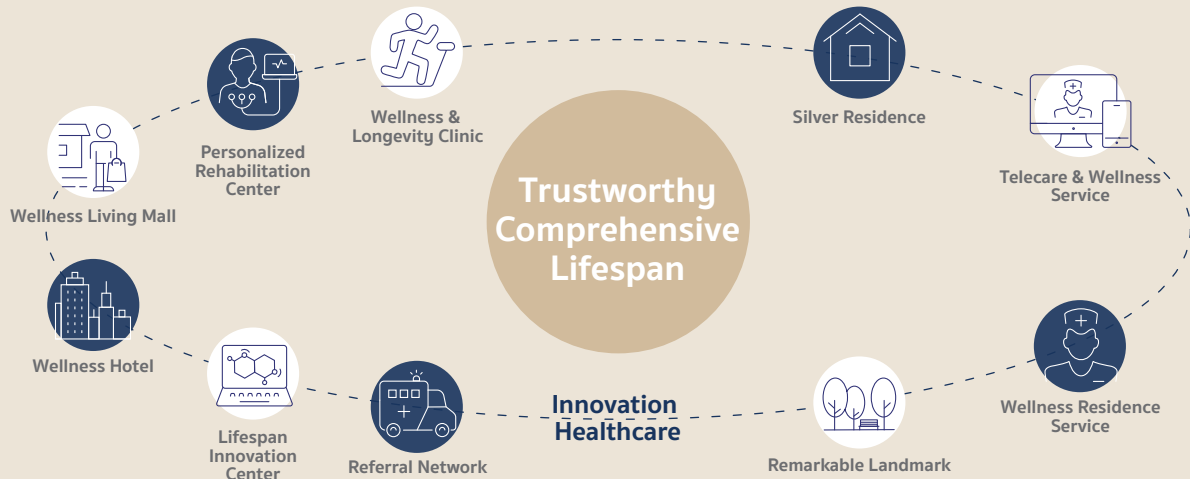 Wellness &
Longevity Clinic
Silver Residence
Personalized
Rehabilitation
Center
Telecare & Wellness
Service
Wellness Living Mall
Trustworthy
Comprehensive
Lifespan
Wellness Hotel
Wellness Residence
Service
Innovation
Healthcare
Lifespan
Innovation
Center
Referral Network
Remarkable Landmark